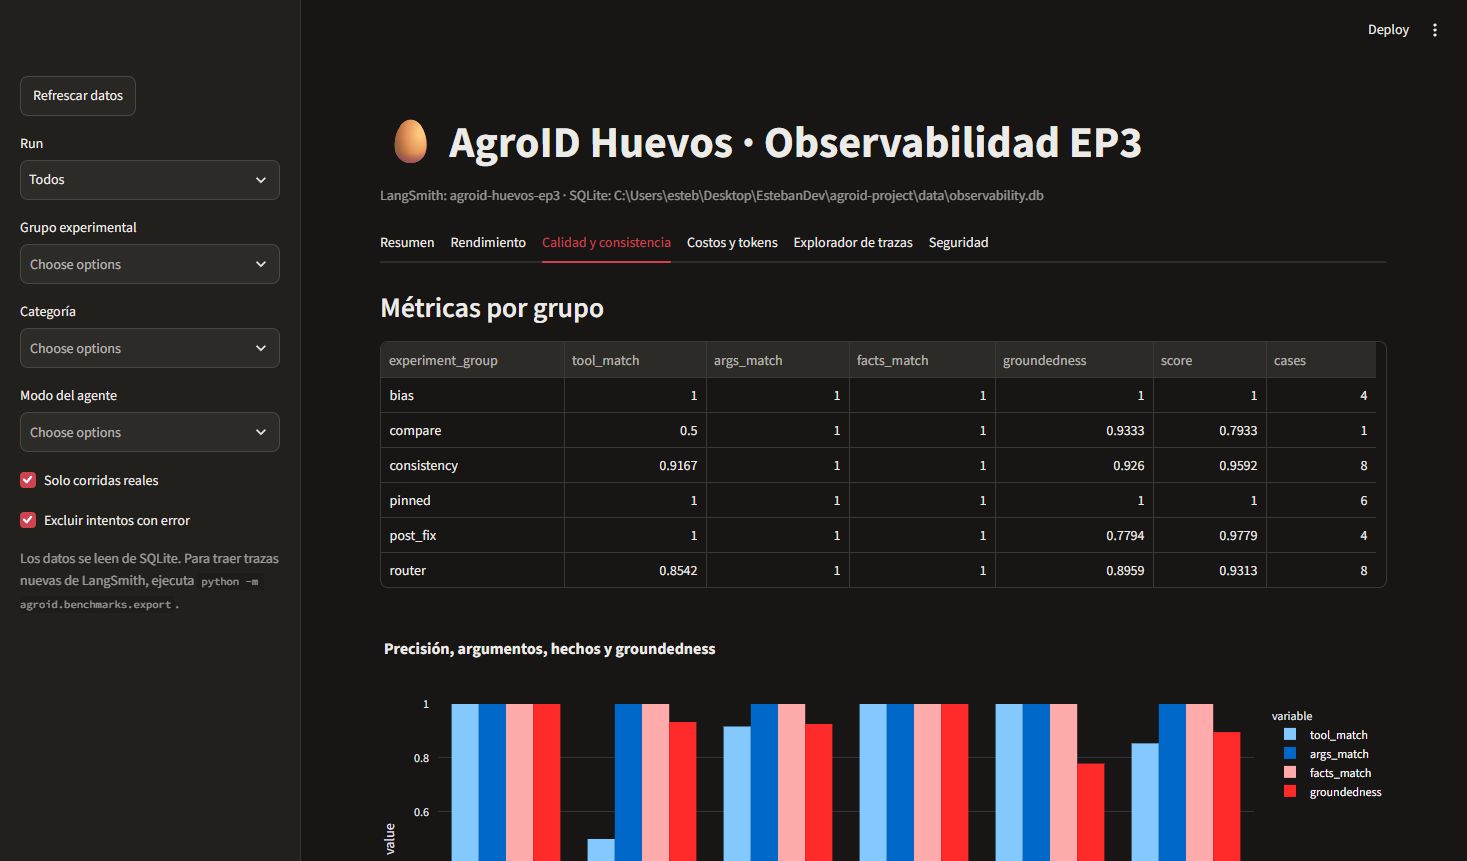 Deploy
Refrescar datos
Run
Todos
Grupo experimental
Choose options
Categoría
Choose options
Modo del agente
Choose options
Solo corridas reales
Excluir intentos con error
Los datos se leen de SQLite. Para traer trazas
nuevas de LangSmith, ejecuta python -m
agroid.benchmarks.export .
AgroID Huevos · Observabilidad EP3
LangSmith: agroid-huevos-ep3 · SQLite: C:\Users\esteb\Desktop\EstebanDev\agroid-project\data\observability.db
Resumen Rendimiento Calidad y consistencia Costos y tokens Explorador de trazas Seguridad
Métricas por grupo
experiment_group tool_match args_match facts_match groundedness score cases
bias 1 1 1 1 1 4
compare 0.5 1 1 0.9333 0.7933 1
consistency 0.9167 1 1 0.926 0.9592 8
pinned 1 1 1 1 1 6
post_fix 1 1 1 0.7794 0.9779 4
router 0.8542 1 1 0.8959 0.9313 8
Precisión, argumentos, hechos y groundedness
1
0.8
0.6
value
variable
tool_match
args_match
facts_match
groundedness